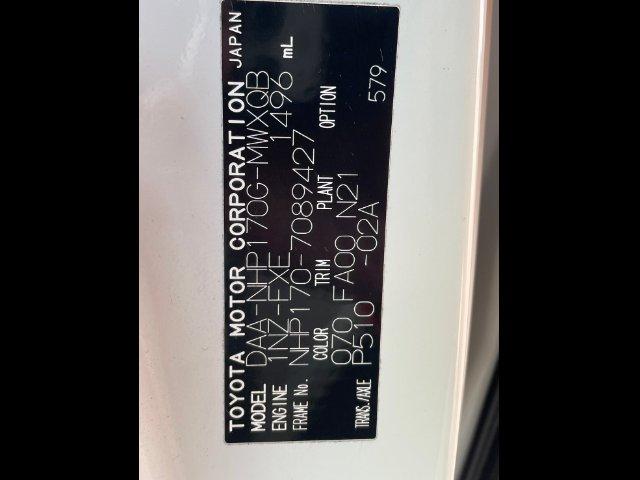 TOYOTA MOTOR CORPORATION JAPAN
MODEL DAA-NHP170G-MWXQB
ENGINE 1NZ-FXE 1496 mL
FRAME No. NHP170-7089427
COLOR TRIM PLANT OPTION
070 FA00 N21
TRANS./AXLE P510 -02A 579